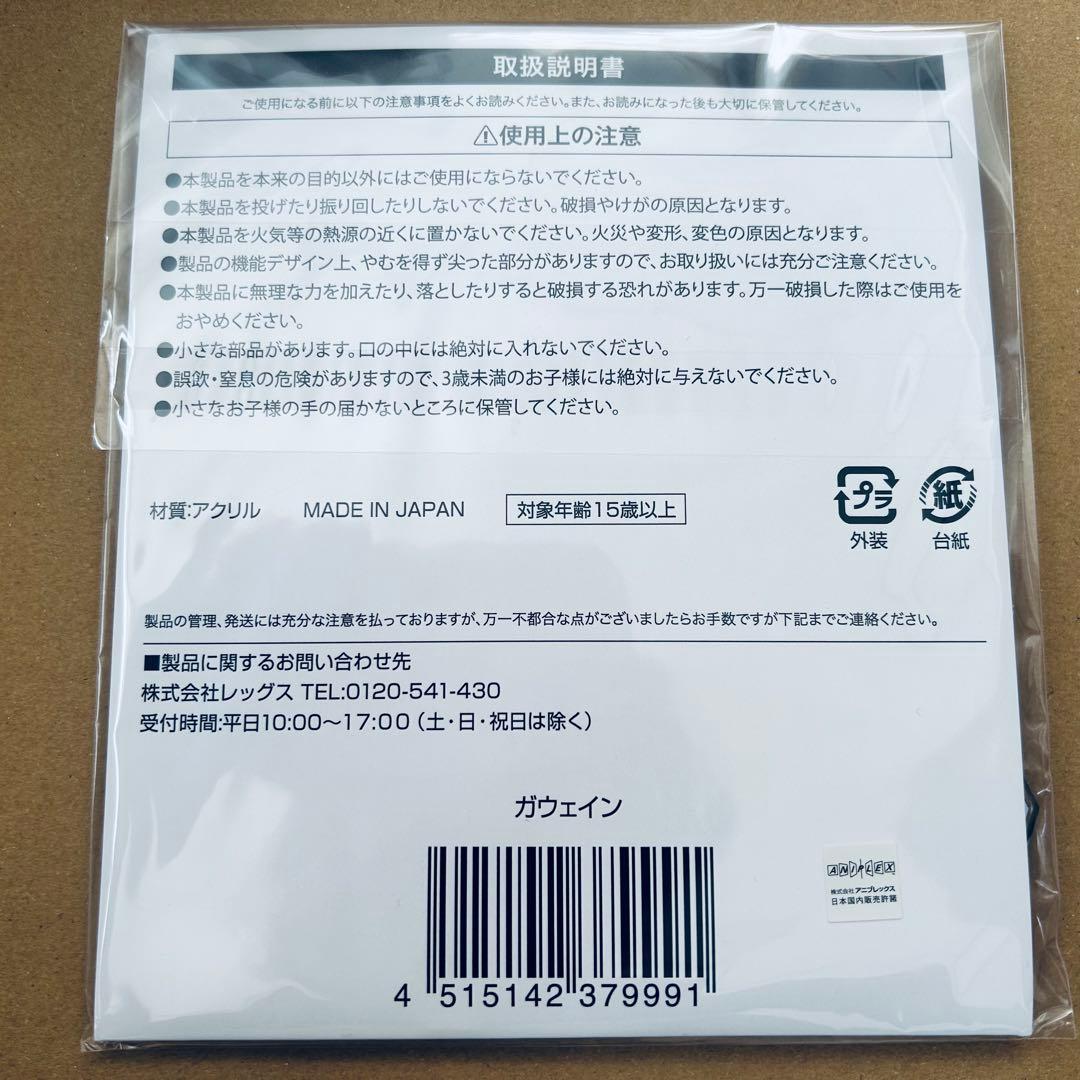 取扱説明書
ご使用になる前に以下の注意事項をよくお読みください。また、お読みになった後も大切に保管してください。
⚠使用上の注意
●本製品を本来の目的以外にはご使用にならないでください。
●本製品を投げたり振り回したりしないでください。破損やけがの原因となります。
●本製品を火気等の熱源の近くに置かないでください。火災や変形、変色の原因となります。
●製品の機能デザイン上、やむを得ず尖った部分がありますので、お取り扱いには充分ご注意ください。
●本製品に無理な力を加えたり、落としたりすると破損する恐れがあります。万一破損した際はご使用を
おやめください。
●小さな部品があります。口の中には絶対に入れないでください。
●誤飲・窒息の危険がありますので、3歳未満のお子様には絶対に与えないでください。
●小さなお子様の手の届かないところに保管してください。
材質:アクリル MADE IN JAPAN 対象年齢15歳以上
プラ 紙
外装 台紙
製品の管理、発送には充分な注意を払っておりますが、万一不都合な点がございましたらお手数ですが下記までご連絡ください。
■製品に関するお問い合わせ先
株式会社レッグス TEL:0120-541-430
受付時間:平日10:00〜17:00（土・日・祝日は除く）
ガウェイン
ANIPLEX
株式会社 アニプレックス
日本国内販売許諾
4 515142 379991